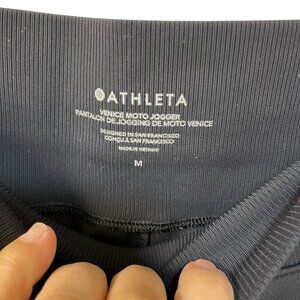 ATHLETA
VENICE MOTO JOGGER
PANTALON DE JOGGING DE MOTO VENICE
DESIGNED IN SAN FRANCISCO
CONÇU À SAN FRANCISCO
MADE IN VIETNAM
M